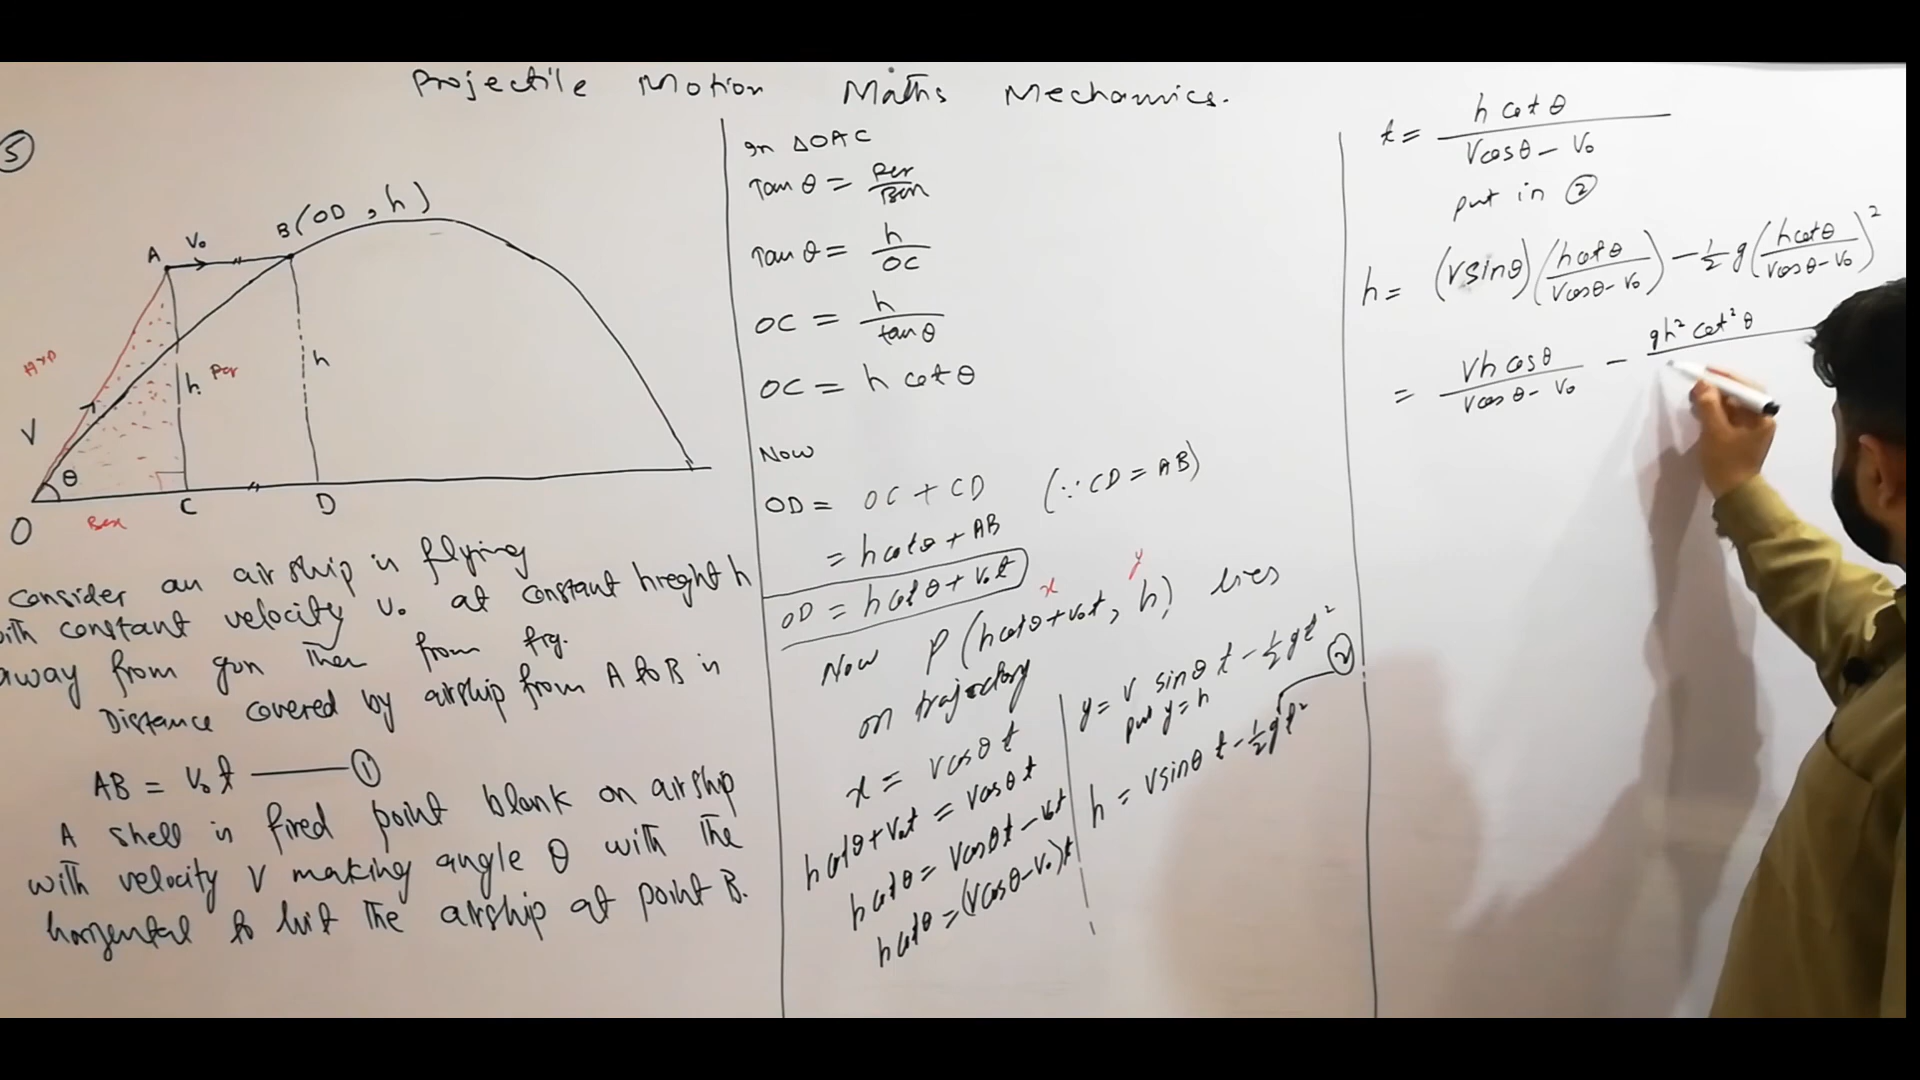 Projectile Motion Maths Mechanics.
5
A V₀ B (OD, h)
Hyp
h Per
h
V
θ
O Base C D
Consider an airship is flying
with constant velocity v₀ at constant hieght h
away from gun Then from fig.
Distance covered by airship from A to B is
AB = V₀t —— ①
A shell is fired point blank on airship
with velocity V making angle θ with the
horizental to hit the airship at point B.
In ΔOAC
Tan θ = Per/Base
Tan θ = h/OC
OC = h/tan θ
OC = h cot θ
Now
OD = OC + CD (∵ CD = AB)
= h cot θ + AB
OD = h cot θ + V₀t
x y
Now P (h cot θ + V₀t, h) lies
on trajectory
x = V cos θ t
h cot θ + V₀t = V cos θ t
h cot θ = V cos θ t - V₀t
h cot θ = (V cos θ - V₀)t
y = V sin θ t - ½gt²
put y = h
h = V sin θ t - ½gt² ②
t = h cot θ / V cos θ - V₀
put in ②
h = (V sin θ)(h cot θ / V cos θ - V₀) - ½ g (h cot θ / V cos θ - V₀)²
= Vh cos θ / V cos θ - V₀ - gh² cot² θ